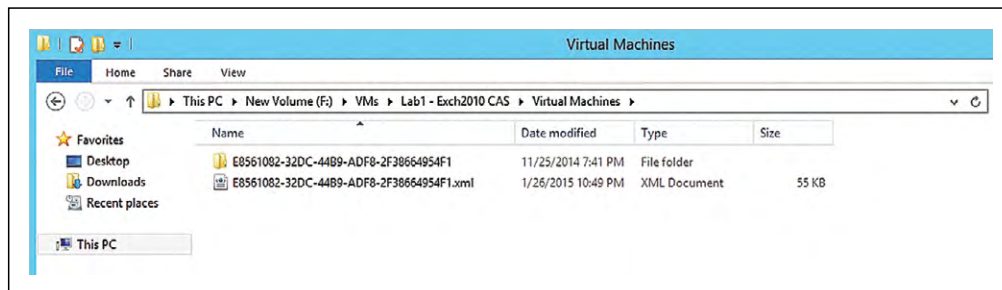 Virtual Machines
File Home Share View
This PC ▸ New Volume (F:) ▸ VMs ▸ Lab1 - Exch2010 CAS ▸ Virtual Machines ▸
Favorites
Desktop
Downloads
Recent places
This PC
Name Date modified Type Size
E8561082-32DC-44B9-ADF8-2F38664954F1 11/25/2014 7:41 PM File folder
E8561082-32DC-44B9-ADF8-2F38664954F1.xml 1/26/2015 10:49 PM XML Document 55 KB